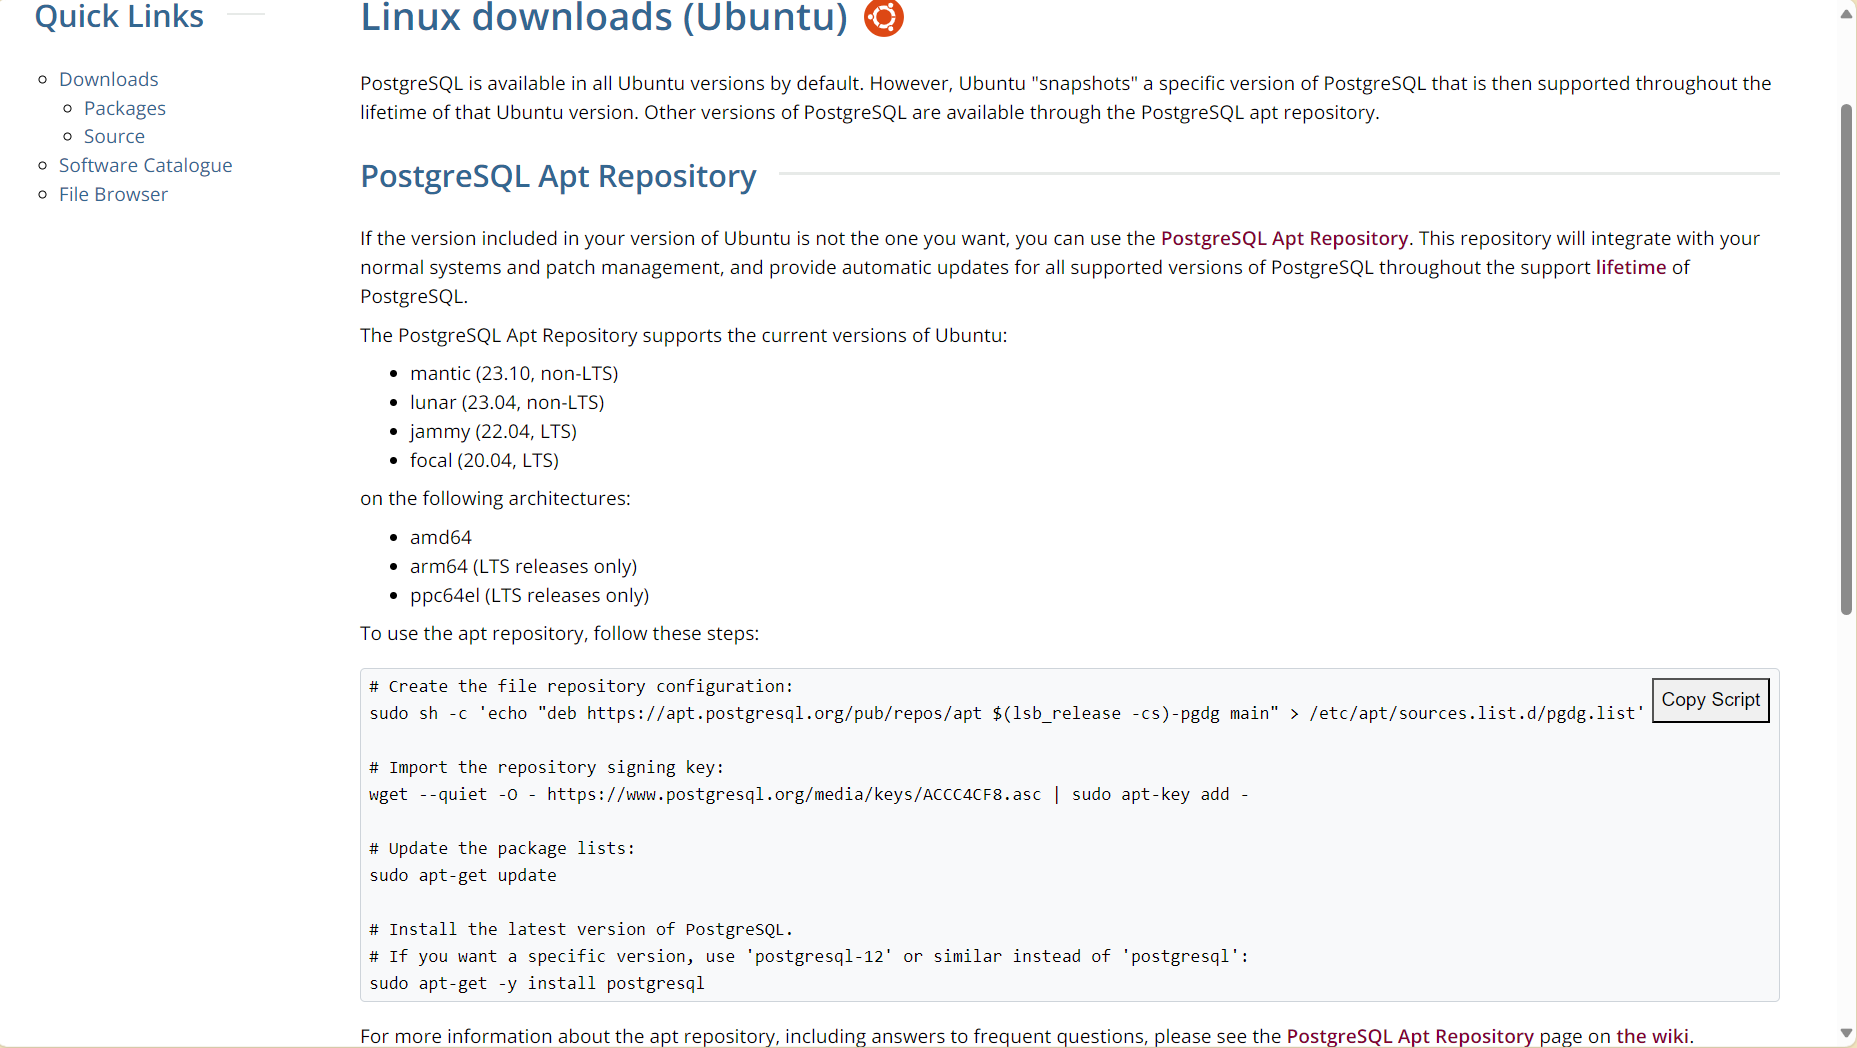 Quick Links
Downloads
Packages
Source
Software Catalogue
File Browser
Linux downloads (Ubuntu)
PostgreSQL is available in all Ubuntu versions by default. However, Ubuntu "snapshots" a specific version of PostgreSQL that is then supported throughout the
lifetime of that Ubuntu version. Other versions of PostgreSQL are available through the PostgreSQL apt repository.
PostgreSQL Apt Repository
If the version included in your version of Ubuntu is not the one you want, you can use the PostgreSQL Apt Repository. This repository will integrate with your
normal systems and patch management, and provide automatic updates for all supported versions of PostgreSQL throughout the support lifetime of
PostgreSQL.
The PostgreSQL Apt Repository supports the current versions of Ubuntu:
mantic (23.10, non-LTS)
lunar (23.04, non-LTS)
jammy (22.04, LTS)
focal (20.04, LTS)
on the following architectures:
amd64
arm64 (LTS releases only)
ppc64el (LTS releases only)
To use the apt repository, follow these steps:
Copy Script
# Create the file repository configuration:
sudo sh -c 'echo "deb https://apt.postgresql.org/pub/repos/apt $(lsb_release -cs)-pgdg main" > /etc/apt/sources.list.d/pgdg.list'
# Import the repository signing key:
wget --quiet -O - https://www.postgresql.org/media/keys/ACCC4CF8.asc | sudo apt-key add -
# Update the package lists:
sudo apt-get update
# Install the latest version of PostgreSQL.
# If you want a specific version, use 'postgresql-12' or similar instead of 'postgresql':
sudo apt-get -y install postgresql
For more information about the apt repository, including answers to frequent questions, please see the PostgreSQL Apt Repository page on the wiki.